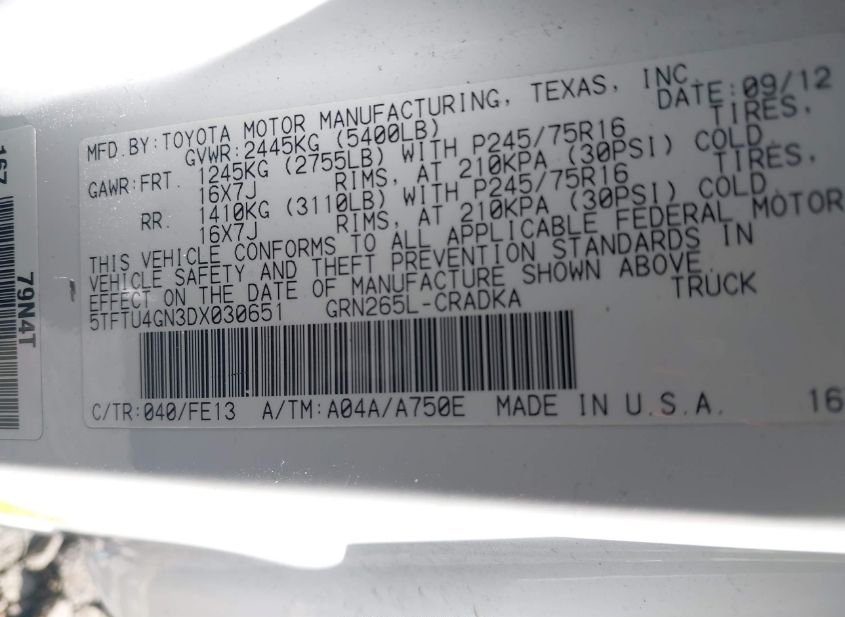 MFD.BY:TOYOTA MOTOR MANUFACTURING, TEXAS, INC.
DATE:09/12
GVWR:2445KG (5400LB)
GAWR:FRT. 1245KG (2755LB) WITH P245/75R16 TIRES,
16X7J RIMS, AT 210KPA (30PSI) COLD
RR. 1410KG (3110LB) WITH P245/75R16 TIRES,
16X7J RIMS, AT 210KPA (30PSI) COLD
THIS VEHICLE CONFORMS TO ALL APPLICABLE FEDERAL MOTOR
VEHICLE SAFETY AND THEFT PREVENTION STANDARDS IN
EFFECT ON THE DATE OF MANUFACTURE SHOWN ABOVE.
5TFTU4GN3DX030651 GRN265L-CRADKA TRUCK
C/TR:040/FE13 A/TM:A04A/A750E MADE IN U.S.A. 16
167
79N4T